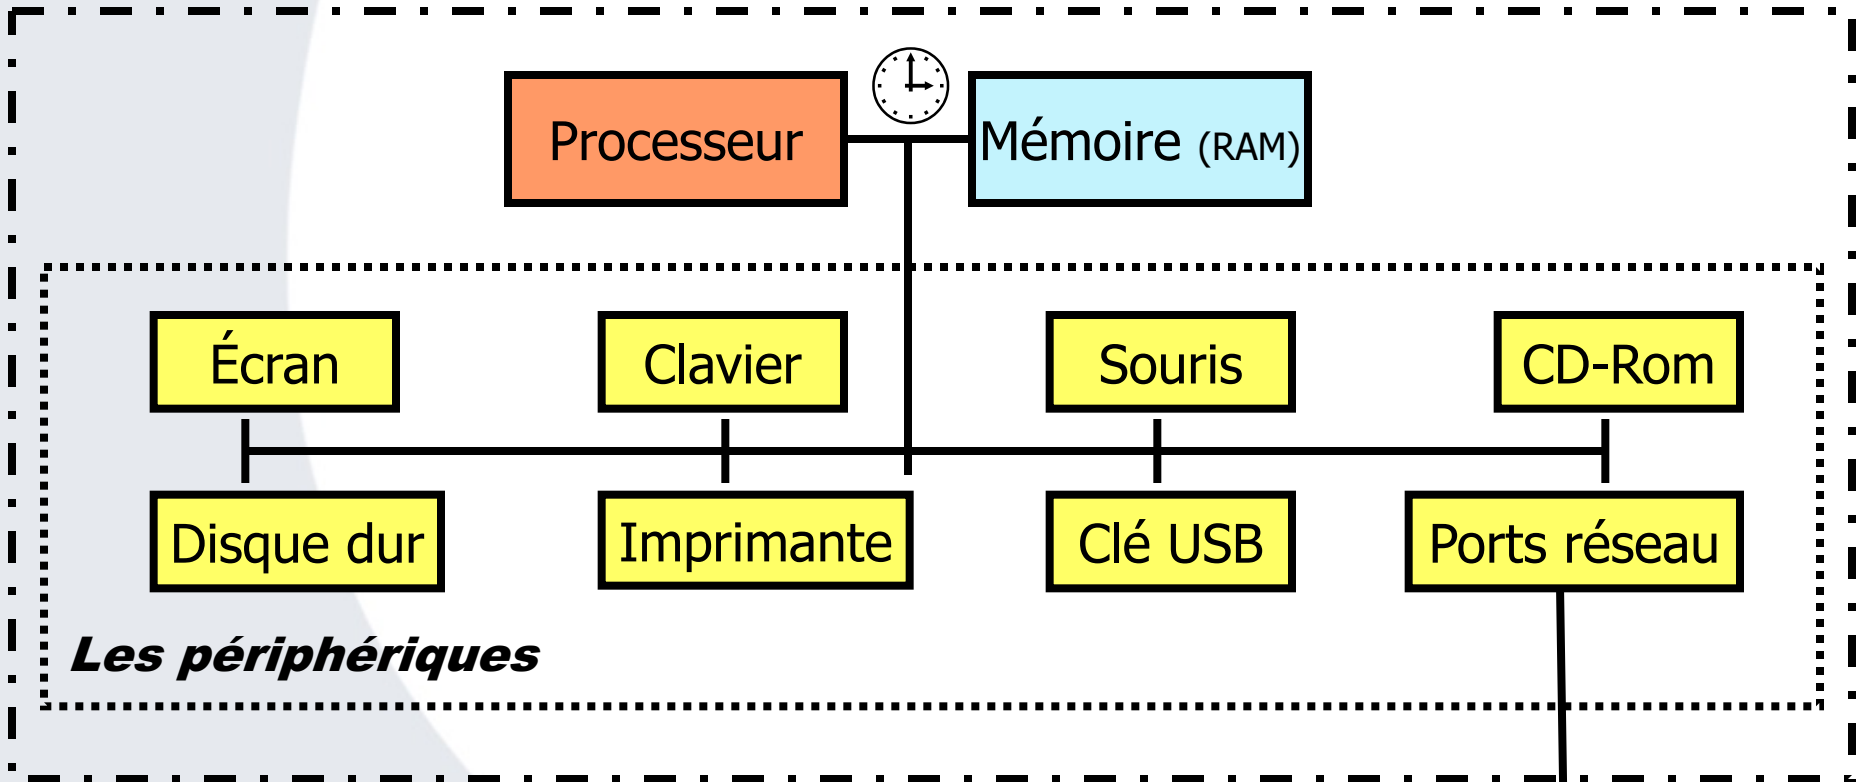 Processeur
Mémoire (RAM)
Écran
Clavier
Souris
CD-Rom
Disque dur
Imprimante
Clé USB
Ports réseau
Les périphériques